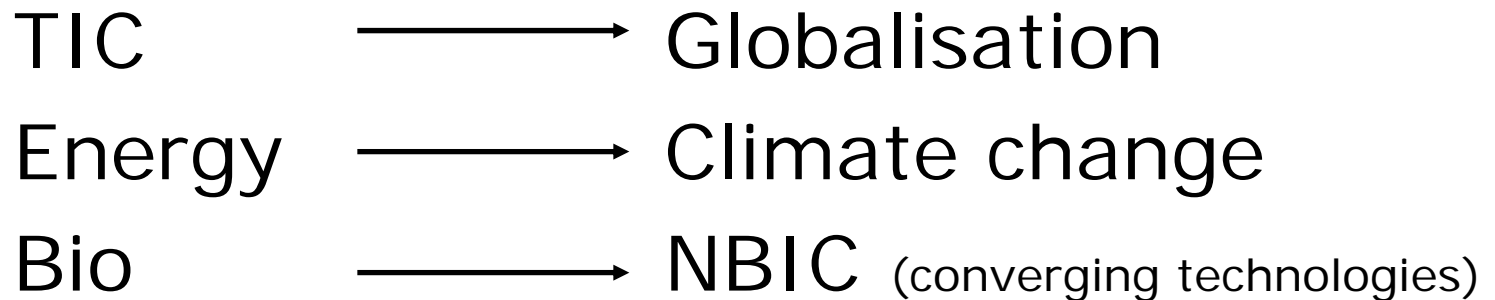 TIC Globalisation
Energy Climate change
Bio NBIC (converging technologies)